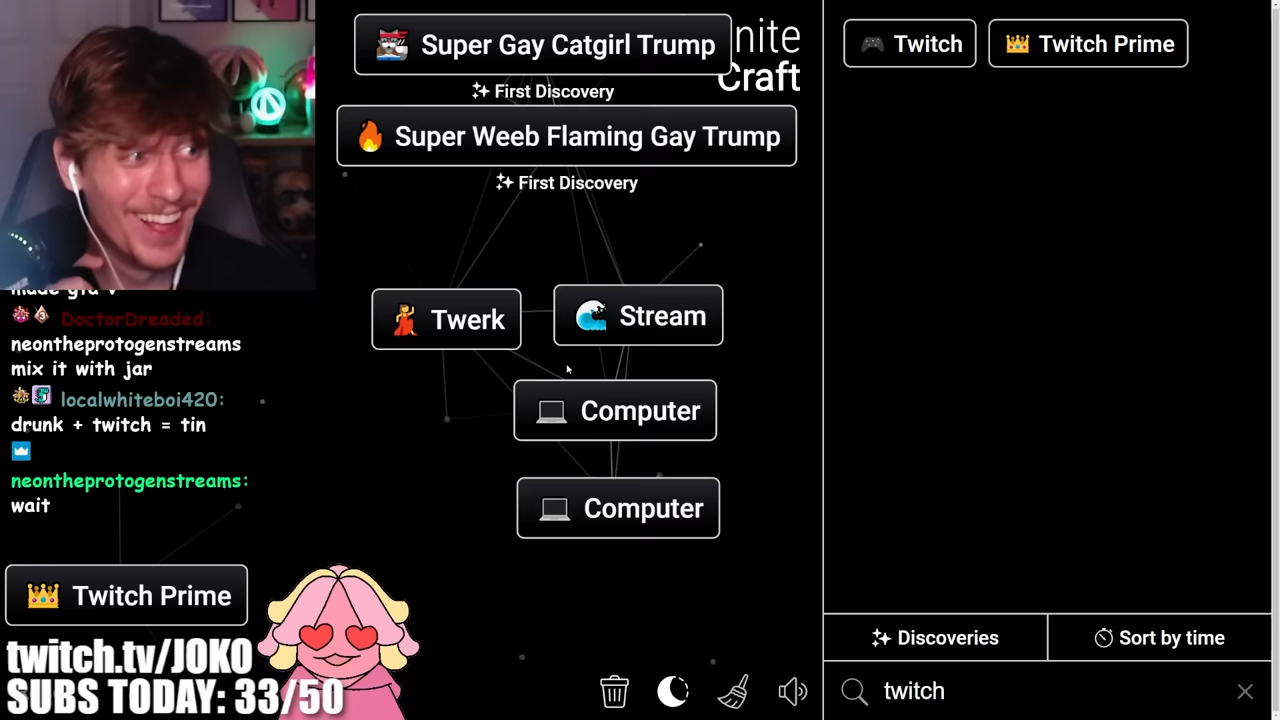 Super Gay Catgirl Trump
nite
Craft
First Discovery
Super Weeb Flaming Gay Trump
First Discovery
Twerk
Stream
Computer
Computer
made gta v
DoctorDreaded:
neontheprotogenstreams
mix it with jar
localwhiteboi420:
drunk + twitch = tin
neontheprotogenstreams:
wait
Twitch Prime
twitch.tv/JOKO
SUBS TODAY: 33/50
Twitch
Twitch Prime
Discoveries
Sort by time
twitch